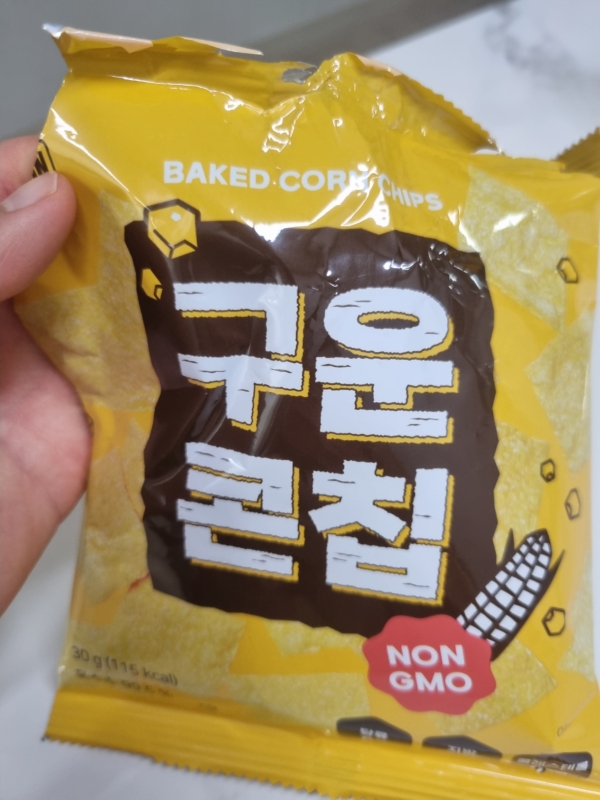 BAKED CORN CHIPS
구운
콘칩
30 g (115 kcal)
NON
GMO